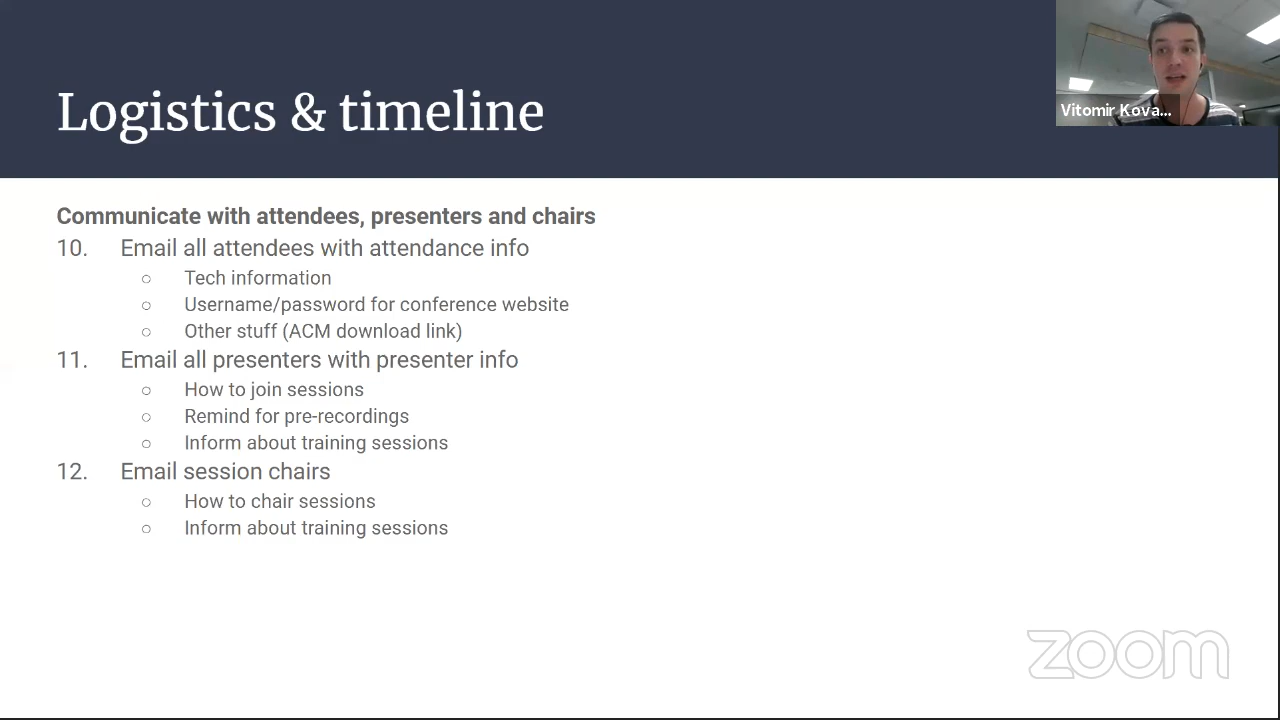 Logistics & timeline
Vitomir Kova...
Communicate with attendees, presenters and chairs
10. Email all attendees with attendance info
○ Tech information
○ Username/password for conference website
○ Other stuff (ACM download link)
11. Email all presenters with presenter info
○ How to join sessions
○ Remind for pre-recordings
○ Inform about training sessions
12. Email session chairs
○ How to chair sessions
○ Inform about training sessions
zoom